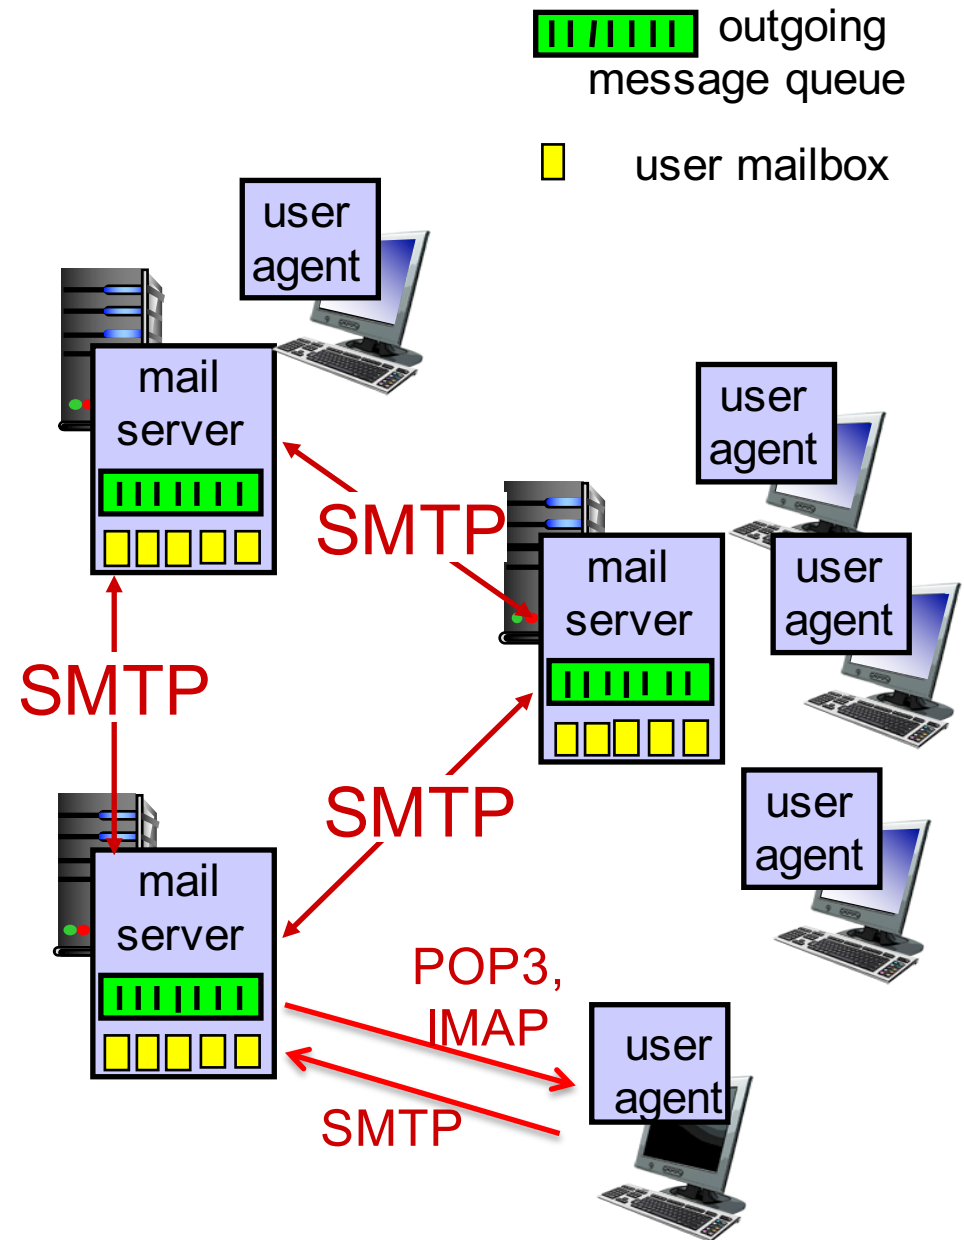 outgoing
message queue
user mailbox
user
agent
mail
server
user
agent
SMTP
mail
server
user
agent
SMTP
SMTP
user
agent
mail
server
POP3,
IMAP
user
agent
SMTP